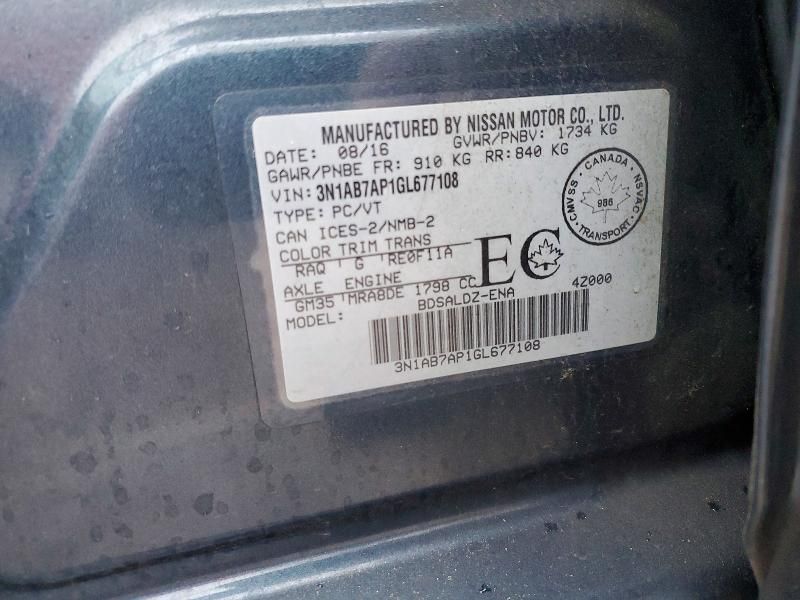 MANUFACTURED BY NISSAN MOTOR CO., LTD.
DATE: 08/16 GVWR/PNBV: 1734 KG
GAWR/PNBE FR: 910 KG RR: 840 KG
VIN: 3N1AB7AP1GL677108
TYPE: PC/VT
CAN ICES-2/NMB-2
COLOR TRIM TRANS
RAQ G RE0F11A
AXLE ENGINE
GM35 MRA8DE 1798 CC
MODEL: BDSALDZ-ENA 4Z000
EC
CANADA
CMVSS NSVAC
986
TRANSPORT
3N1AB7AP1GL677108